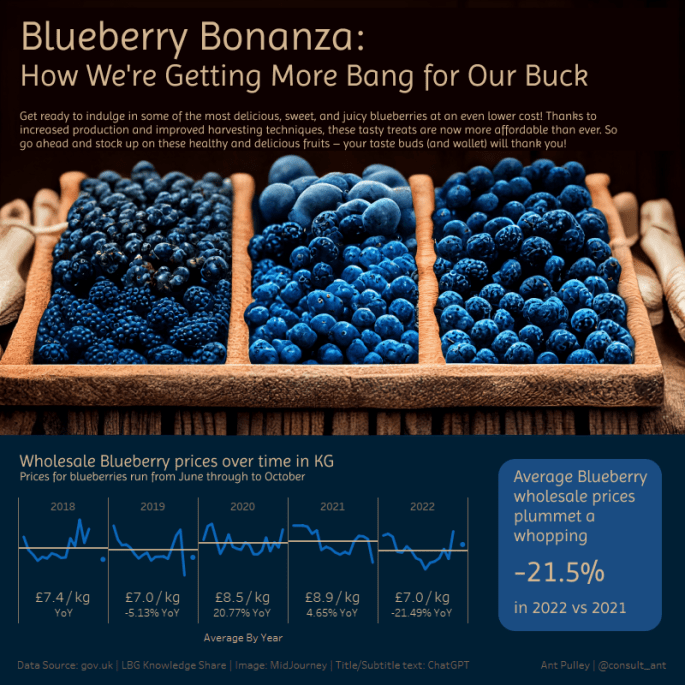 Blueberry Bonanza:
How We're Getting More Bang for Our Buck
Get ready to indulge in some of the most delicious, sweet, and juicy blueberries at an even lower cost! Thanks to
increased production and improved harvesting techniques, these tasty treats are now more affordable than ever. So
go ahead and stock up on these healthy and delicious fruits – your taste buds (and wallet) will thank you!
Wholesale Blueberry prices over time in KG
Prices for blueberries run from June through to October
2018
2019
2020
2021
2022
£7.4 / kg
YoY
£7.0 / kg
-5.13% YoY
£8.5 / kg
20.77% YoY
£8.9 / kg
4.65% YoY
£7.0 / kg
-21.49% YoY
Average By Year
Average Blueberry
wholesale prices
plummet a
whopping
-21.5%
in 2022 vs 2021
Data Source: gov.uk | LBG Knowledge Share | Image: MidJourney | Title/Subtitle text: ChatGPT
Ant Pulley | @consult_ant